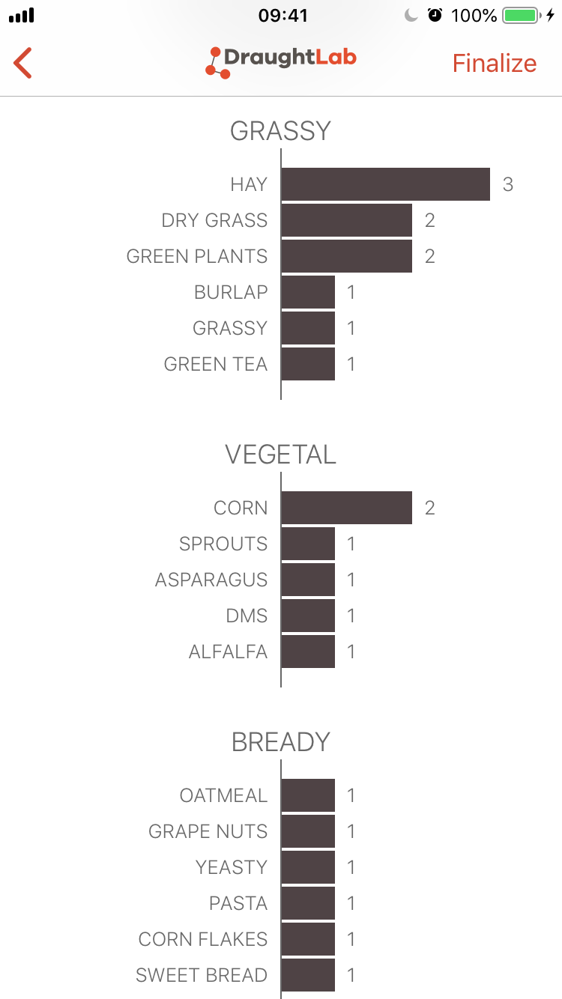 09:41 100%
DraughtLab Finalize
GRASSY
HAY 3
DRY GRASS 2
GREEN PLANTS 2
BURLAP 1
GRASSY 1
GREEN TEA 1
VEGETAL
CORN 2
SPROUTS 1
ASPARAGUS 1
DMS 1
ALFALFA 1
BREADY
OATMEAL 1
GRAPE NUTS 1
YEASTY 1
PASTA 1
CORN FLAKES 1
SWEET BREAD 1